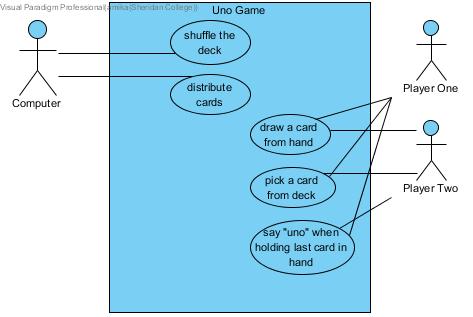 Visual Paradigm Professional(amika(Sheridan College))
Uno Game
shuffle the
deck
Computer
distribute
cards
Player One
draw a card
from hand
pick a card
from deck
Player Two
say "uno" when
holding last card in
hand